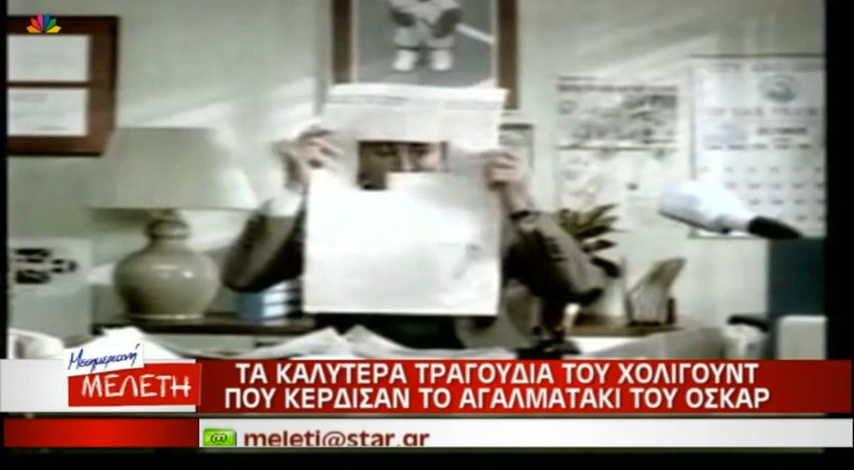 Μεσημεριανή
ΜΕΛΕΤΗ
ΤΑ ΚΑΛΥΤΕΡΑ ΤΡΑΓΟΥΔΙΑ ΤΟΥ ΧΟΛΙΓΟΥΝΤ
ΠΟΥ ΚΕΡΔΙΣΑΝ ΤΟ ΑΓΑΛΜΑΤΑΚΙ ΤΟΥ ΟΣΚΑΡ
@ meleti@star.gr